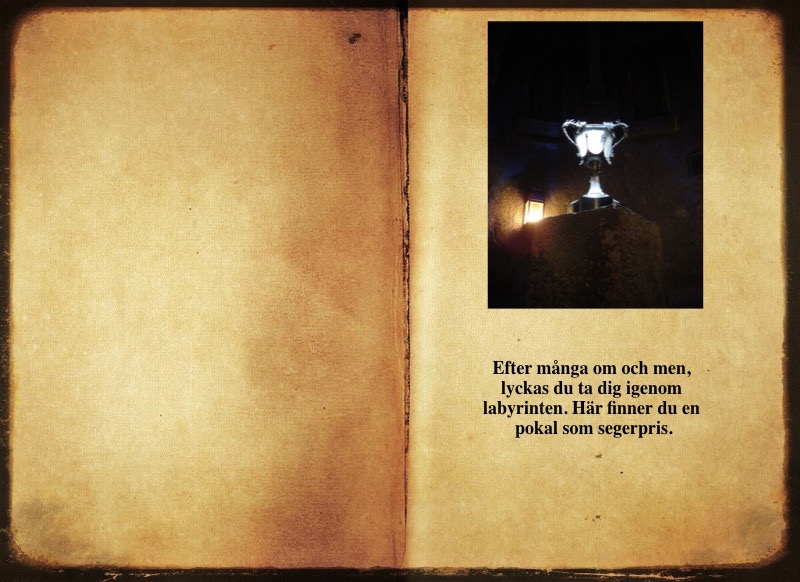 Efter många om och men,
lyckas du ta dig igenom
labyrinten. Här finner du en
pokal som segerpris.